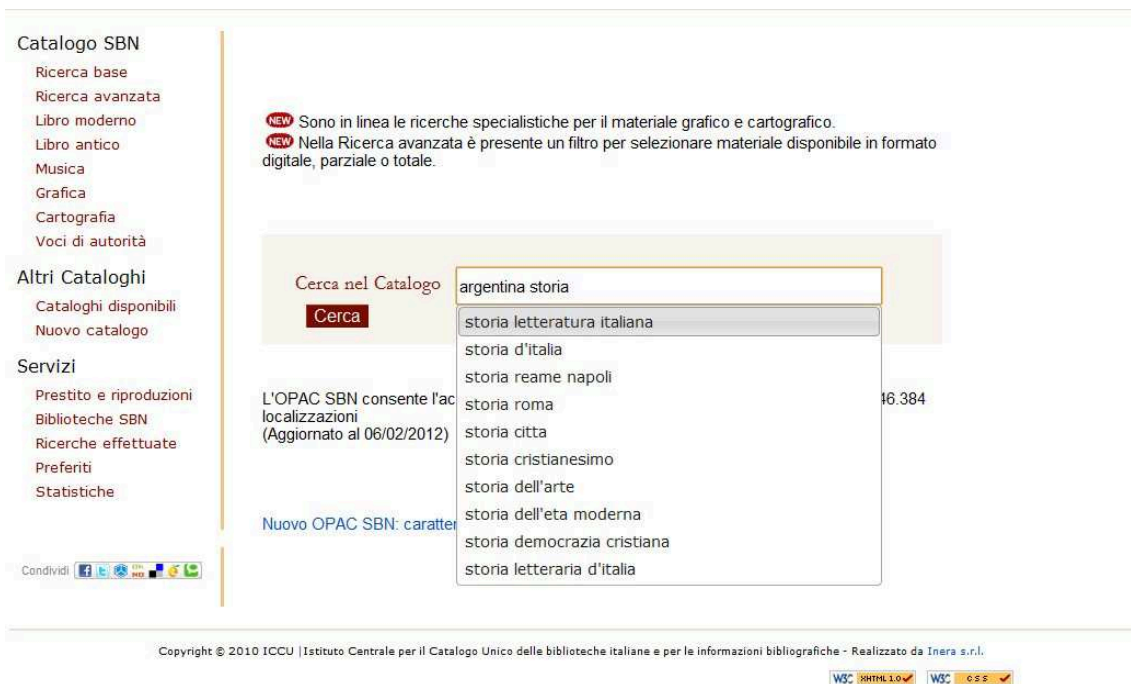 Catalogo SBN
Ricerca base
Ricerca avanzata
Libro moderno
Libro antico
Musica
Grafica
Cartografia
Voci di autorità
Altri Cataloghi
Cataloghi disponibili
Nuovo catalogo
Servizi
Prestito e riproduzioni
Biblioteche SBN
Ricerche effettuate
Preferiti
Statistiche
Condividi
NEW Sono in linea le ricerche specialistiche per il materiale grafico e cartografico.
NEW Nella Ricerca avanzata è presente un filtro per selezionare materiale disponibile in formato
digitale, parziale o totale.
Cerca nel Catalogo argentina storia
Cerca
storia letteratura italiana
storia d'italia
storia reame napoli
storia roma
storia citta
storia cristianesimo
storia dell'arte
storia dell'eta moderna
storia democrazia cristiana
storia letteraria d'italia
L'OPAC SBN consente l'ac 46.384
localizzazioni
(Aggiornato al 06/02/2012)
Nuovo OPAC SBN: caratter
Copyright © 2010 ICCU |Istituto Centrale per il Catalogo Unico delle biblioteche italiane e per le informazioni bibliografiche - Realizzato da Inera s.r.l.
W3C XHTML 1.0 W3C CSS